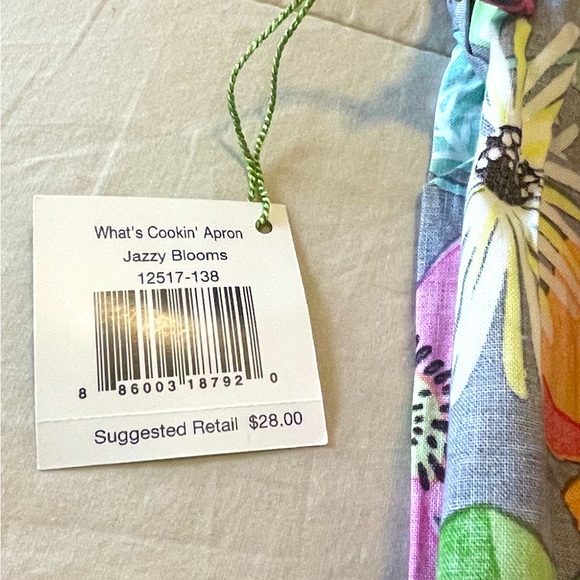 What's Cookin' Apron
Jazzy Blooms
12517-138
8 86003 18792 0
Suggested Retail $28.00